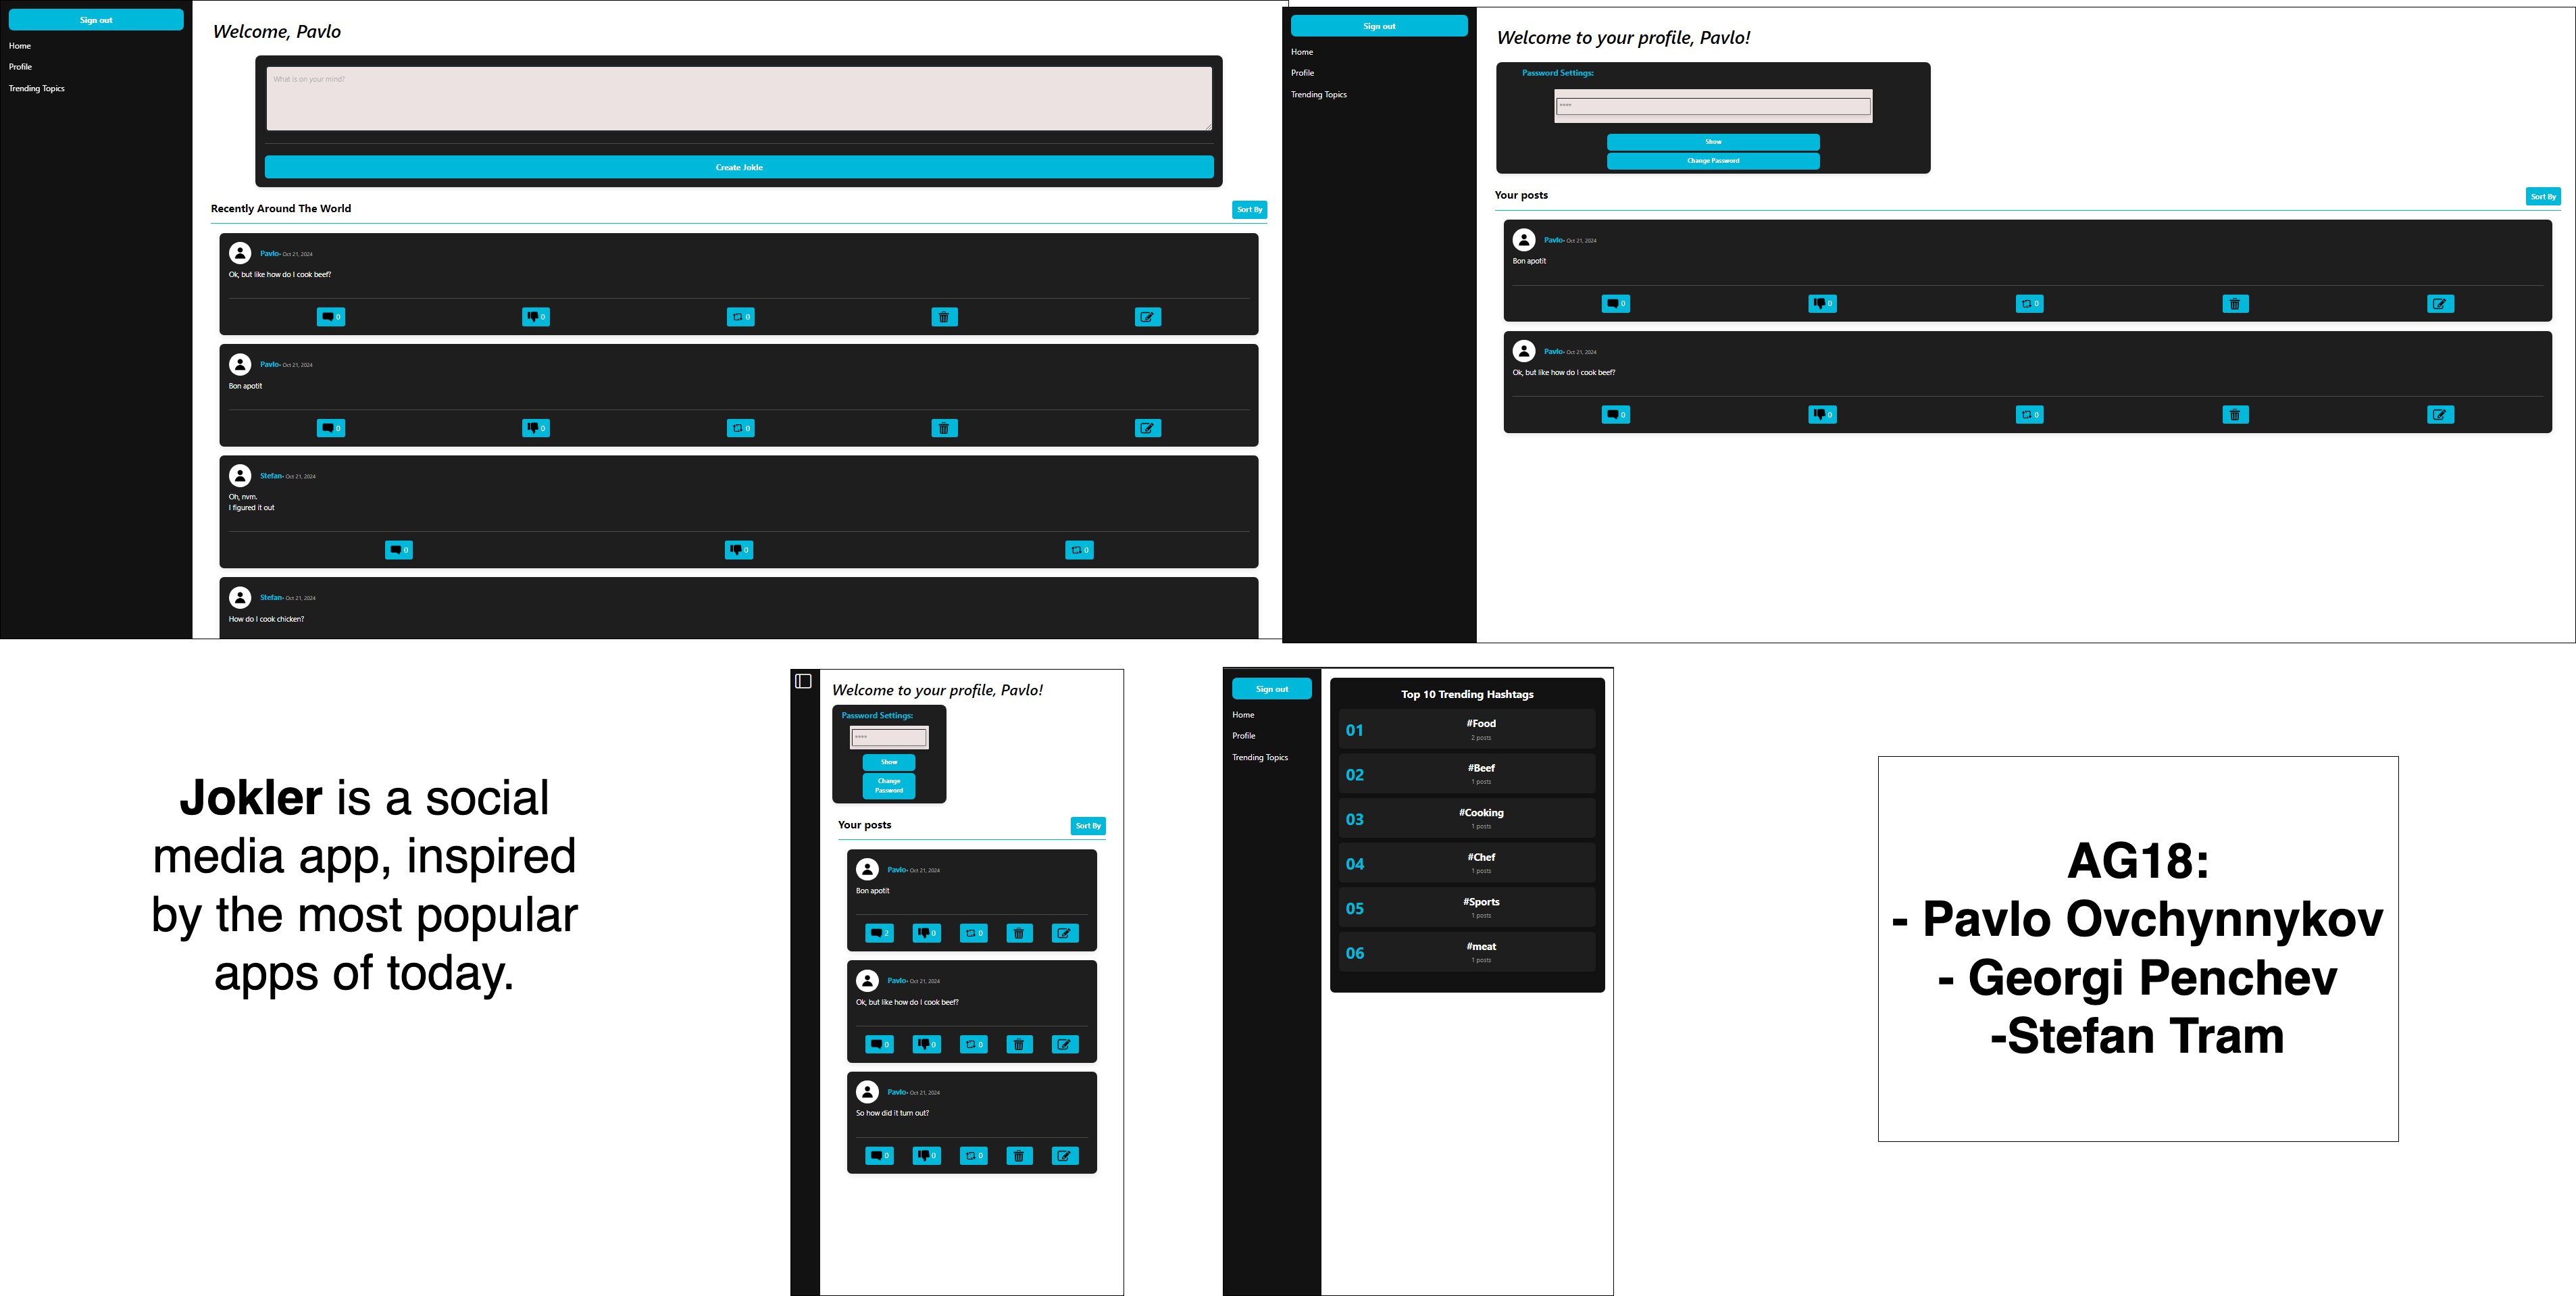 Sign out
Home
Profile
Trending Topics
Welcome, Pavlo
What is on your mind?
Create Jokle
Recently Around The World
Sort By
Pavlo• Oct 21, 2024
Ok, but like how do I cook beef?
0
0
0
Pavlo• Oct 21, 2024
Bon apotit
0
0
0
Stefan• Oct 21, 2024
Oh, nvm.
I figured it out
0
0
0
Stefan• Oct 21, 2024
How do I cook chicken?
Sign out
Home
Profile
Trending Topics
Welcome to your profile, Pavlo!
Password Settings:
****
Show
Change Password
Your posts
Sort By
Pavlo• Oct 21, 2024
Bon apotit
0
0
0
Pavlo• Oct 21, 2024
Ok, but like how do I cook beef?
0
0
0
Jokler is a social
media app, inspired
by the most popular
apps of today.
Welcome to your profile, Pavlo!
Password Settings:
****
Show
Change
Password
Your posts
Sort By
Pavlo• Oct 21, 2024
Bon apotit
2
0
0
Pavlo• Oct 21, 2024
Ok, but like how do I cook beef?
0
0
0
Pavlo• Oct 21, 2024
So how did it turn out?
0
0
0
Sign out
Home
Profile
Trending Topics
Top 10 Trending Hashtags
01
#Food
2 posts
02
#Beef
1 posts
03
#Cooking
1 posts
04
#Chef
1 posts
05
#Sports
1 posts
06
#meat
1 posts
AG18:
- Pavlo Ovchynnykov
- Georgi Penchev
-Stefan Tram